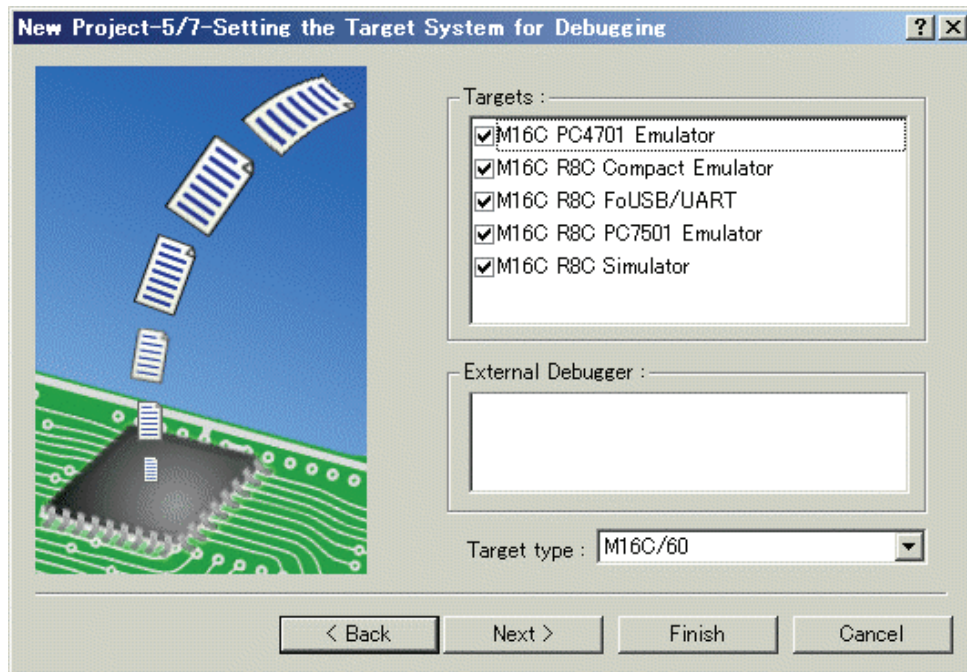 New Project-5/7-Setting the Target System for Debugging
Targets :
M16C PC4701 Emulator
M16C R8C Compact Emulator
M16C R8C FoUSB/UART
M16C R8C PC7501 Emulator
M16C R8C Simulator
External Debugger :
Target type : M16C/60
< Back Next > Finish Cancel